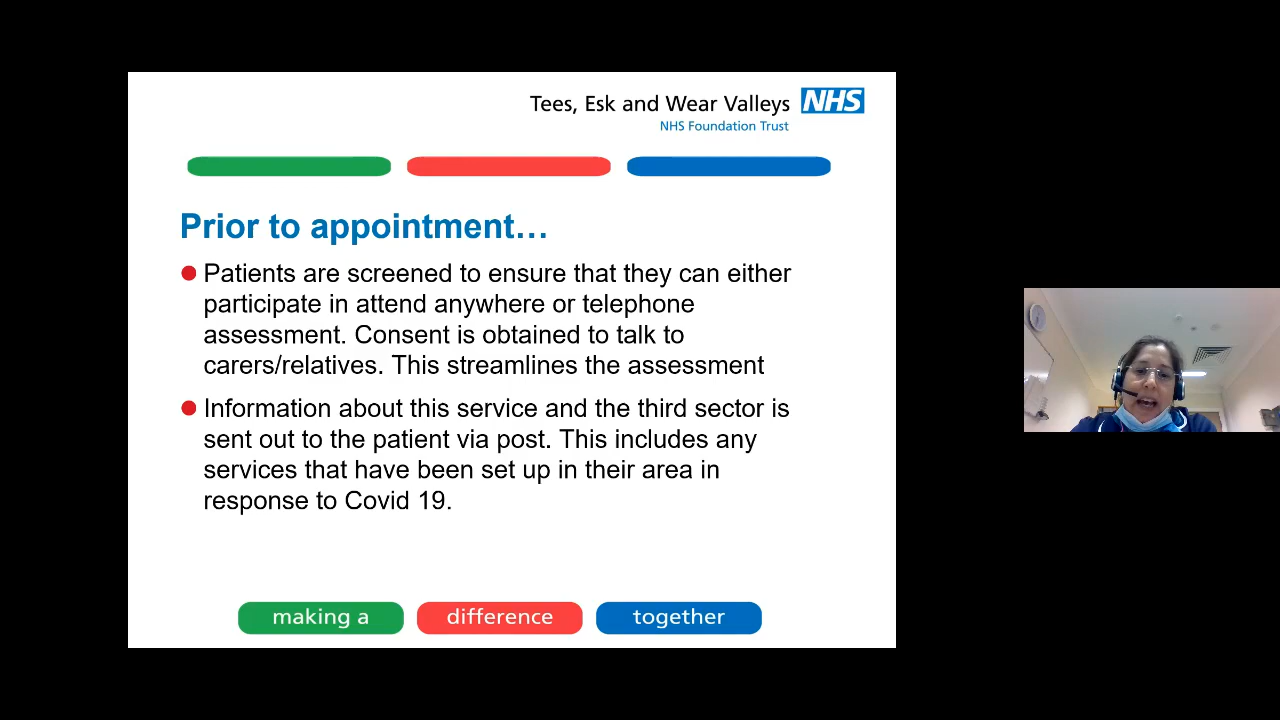 Tees, Esk and Wear Valleys NHS
NHS Foundation Trust
Prior to appointment…
Patients are screened to ensure that they can either
participate in attend anywhere or telephone
assessment. Consent is obtained to talk to
carers/relatives. This streamlines the assessment
Information about this service and the third sector is
sent out to the patient via post. This includes any
services that have been set up in their area in
response to Covid 19.
making a difference together